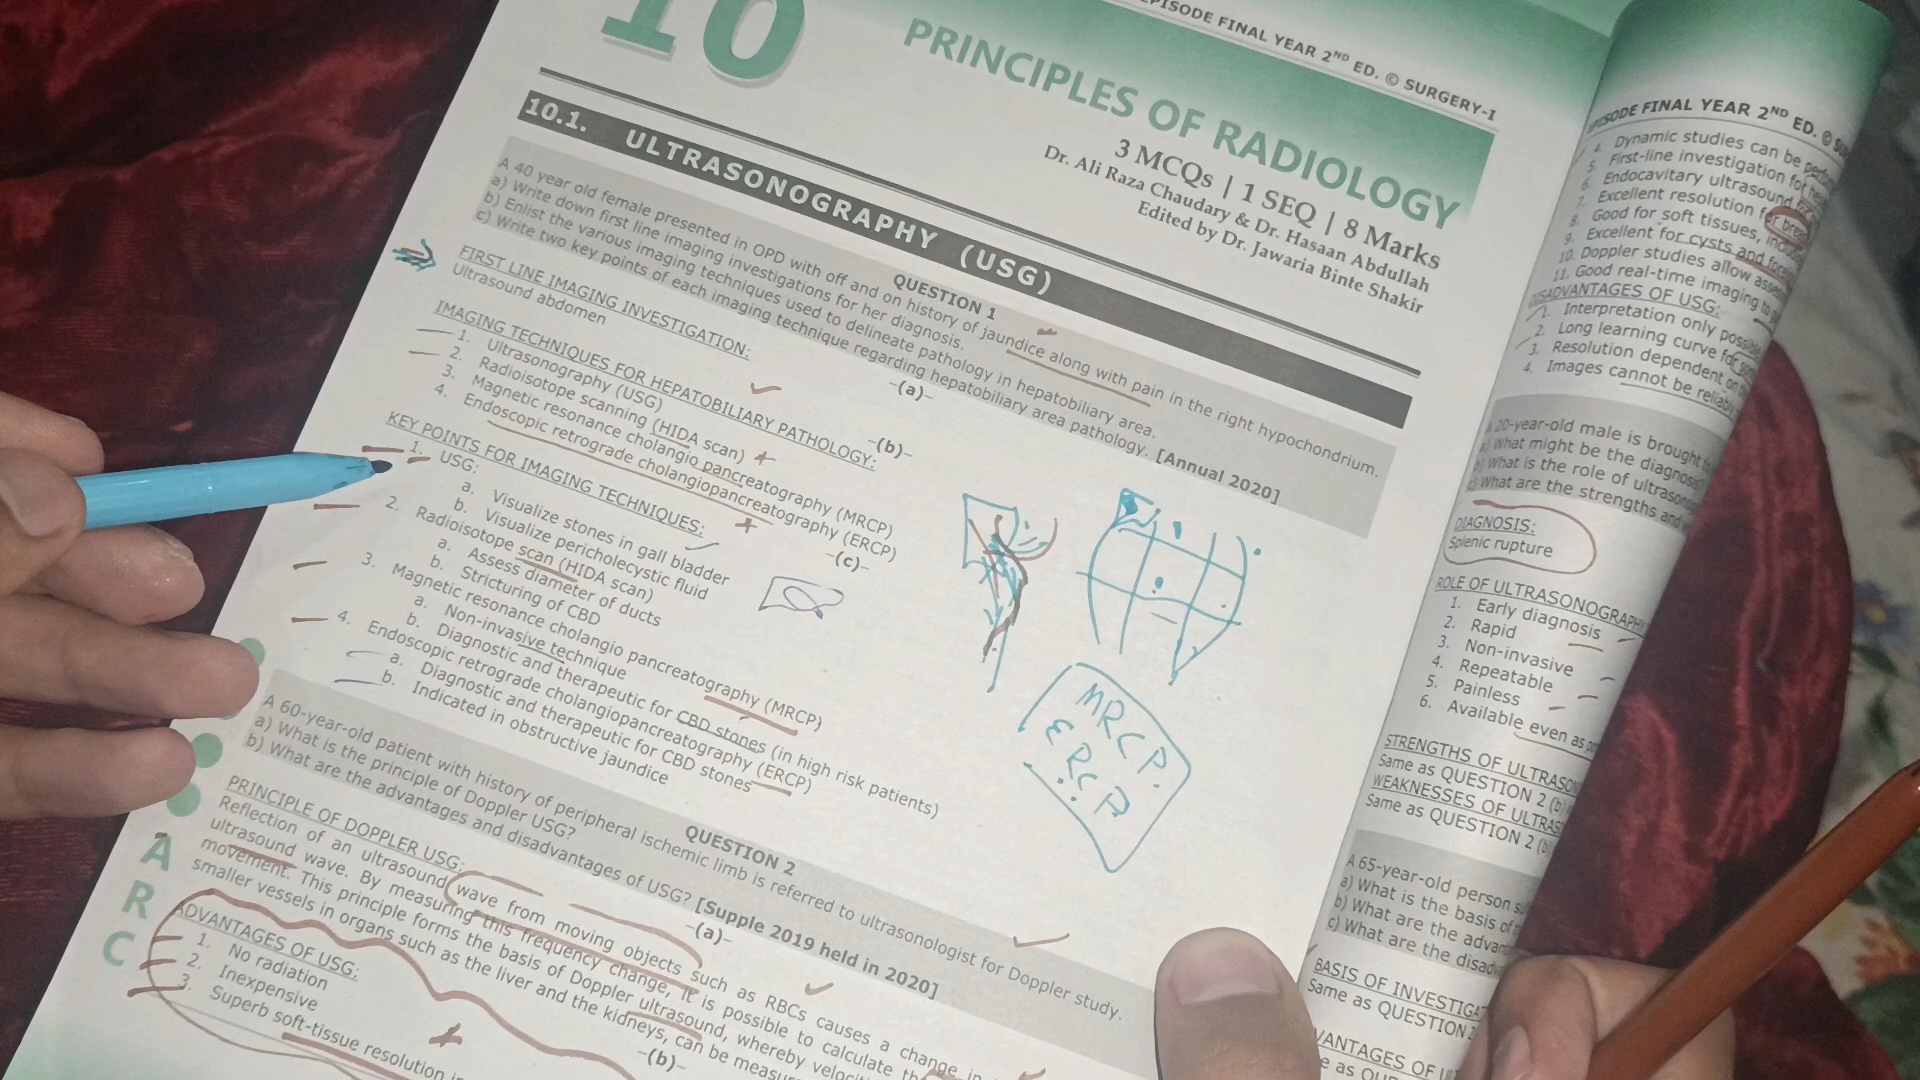 10
EPISODE FINAL YEAR 2ND ED. © SURGERY-I
PRINCIPLES OF RADIOLOGY
3 MCQs | 1 SEQ | 8 Marks
Dr. Ali Raza Chaudary & Dr. Hasaan Abdullah
Edited by Dr. Jawaria Binte Shakir
10.1. ULTRASONOGRAPHY (USG)
QUESTION 1
A 40 year old female presented in OPD with off and on history of jaundice along with pain in the right hypochondrium.
a) Write down first line imaging investigations for her diagnosis.
b) Enlist the various imaging techniques used to delineate pathology in hepatobiliary area.
c) Write two key points of each imaging technique regarding hepatobiliary area pathology. [Annual 2020]
-(a)-
FIRST LINE IMAGING INVESTIGATION:
Ultrasound abdomen
-(b)-
IMAGING TECHNIQUES FOR HEPATOBILIARY PATHOLOGY:
1. Ultrasonography (USG)
2. Radioisotope scanning (HIDA scan)
3. Magnetic resonance cholangio pancreatography (MRCP)
4. Endoscopic retrograde cholangiopancreatography (ERCP)
-(c)-
KEY POINTS FOR IMAGING TECHNIQUES:
1. USG:
a. Visualize stones in gall bladder
b. Visualize pericholecystic fluid
2. Radioisotope scan (HIDA scan)
a. Assess diameter of ducts
b. Stricturing of CBD
3. Magnetic resonance cholangio pancreatography (MRCP)
a. Non-invasive technique
b. Diagnostic and therapeutic for CBD stones (in high risk patients)
4. Endoscopic retrograde cholangiopancreatography (ERCP)
a. Diagnostic and therapeutic for CBD stones
b. Indicated in obstructive jaundice
MRCP
ERCP
QUESTION 2
A 60-year-old patient with history of peripheral ischemic limb is referred to ultrasonologist for Doppler study.
a) What is the principle of Doppler USG?
b) What are the advantages and disadvantages of USG? [Supple 2019 held in 2020]
-(a)-
PRINCIPLE OF DOPPLER USG:
Reflection of an ultrasound wave from moving objects such as RBCs causes a change in
ultrasound wave. By measuring this frequency change, it is possible to calculate
movement. This principle forms the basis of Doppler ultrasound, whereby
smaller vessels in organs such as the liver and the kidneys, can be
-(b)-
ADVANTAGES OF USG:
1. No radiation
2. Inexpensive
3. Superb soft-tissue resolution
A
R
C
EPISODE FINAL YEAR 2ND ED. ©
4. Dynamic studies can be
5. First-line investigation for
6. Endocavitary ultrasound
7. Excellent resolution for
8. Good for soft tissues,
9. Excellent for cysts and
10. Doppler studies allow
11. Good real-time imaging to
DISADVANTAGES OF USG:
1. Interpretation only
2. Long learning curve for
3. Resolution dependent on
4. Images cannot be
A 20-year-old male is brought
a) What might be the diagnosis
b) What is the role of
c) What are the strengths and
DIAGNOSIS:
Splenic rupture
ROLE OF
1. Early diagnosis
2. Rapid
3. Non-invasive
4. Repeatable
5. Painless
6. Available even as
STRENGTHS OF
Same as QUESTION 2 (b)
WEAKNESSES OF
Same as QUESTION 2 (b)
A 65-year-old person
a) What is the basis of
b) What are the
c) What are the
BASIS OF
Same as QUESTION